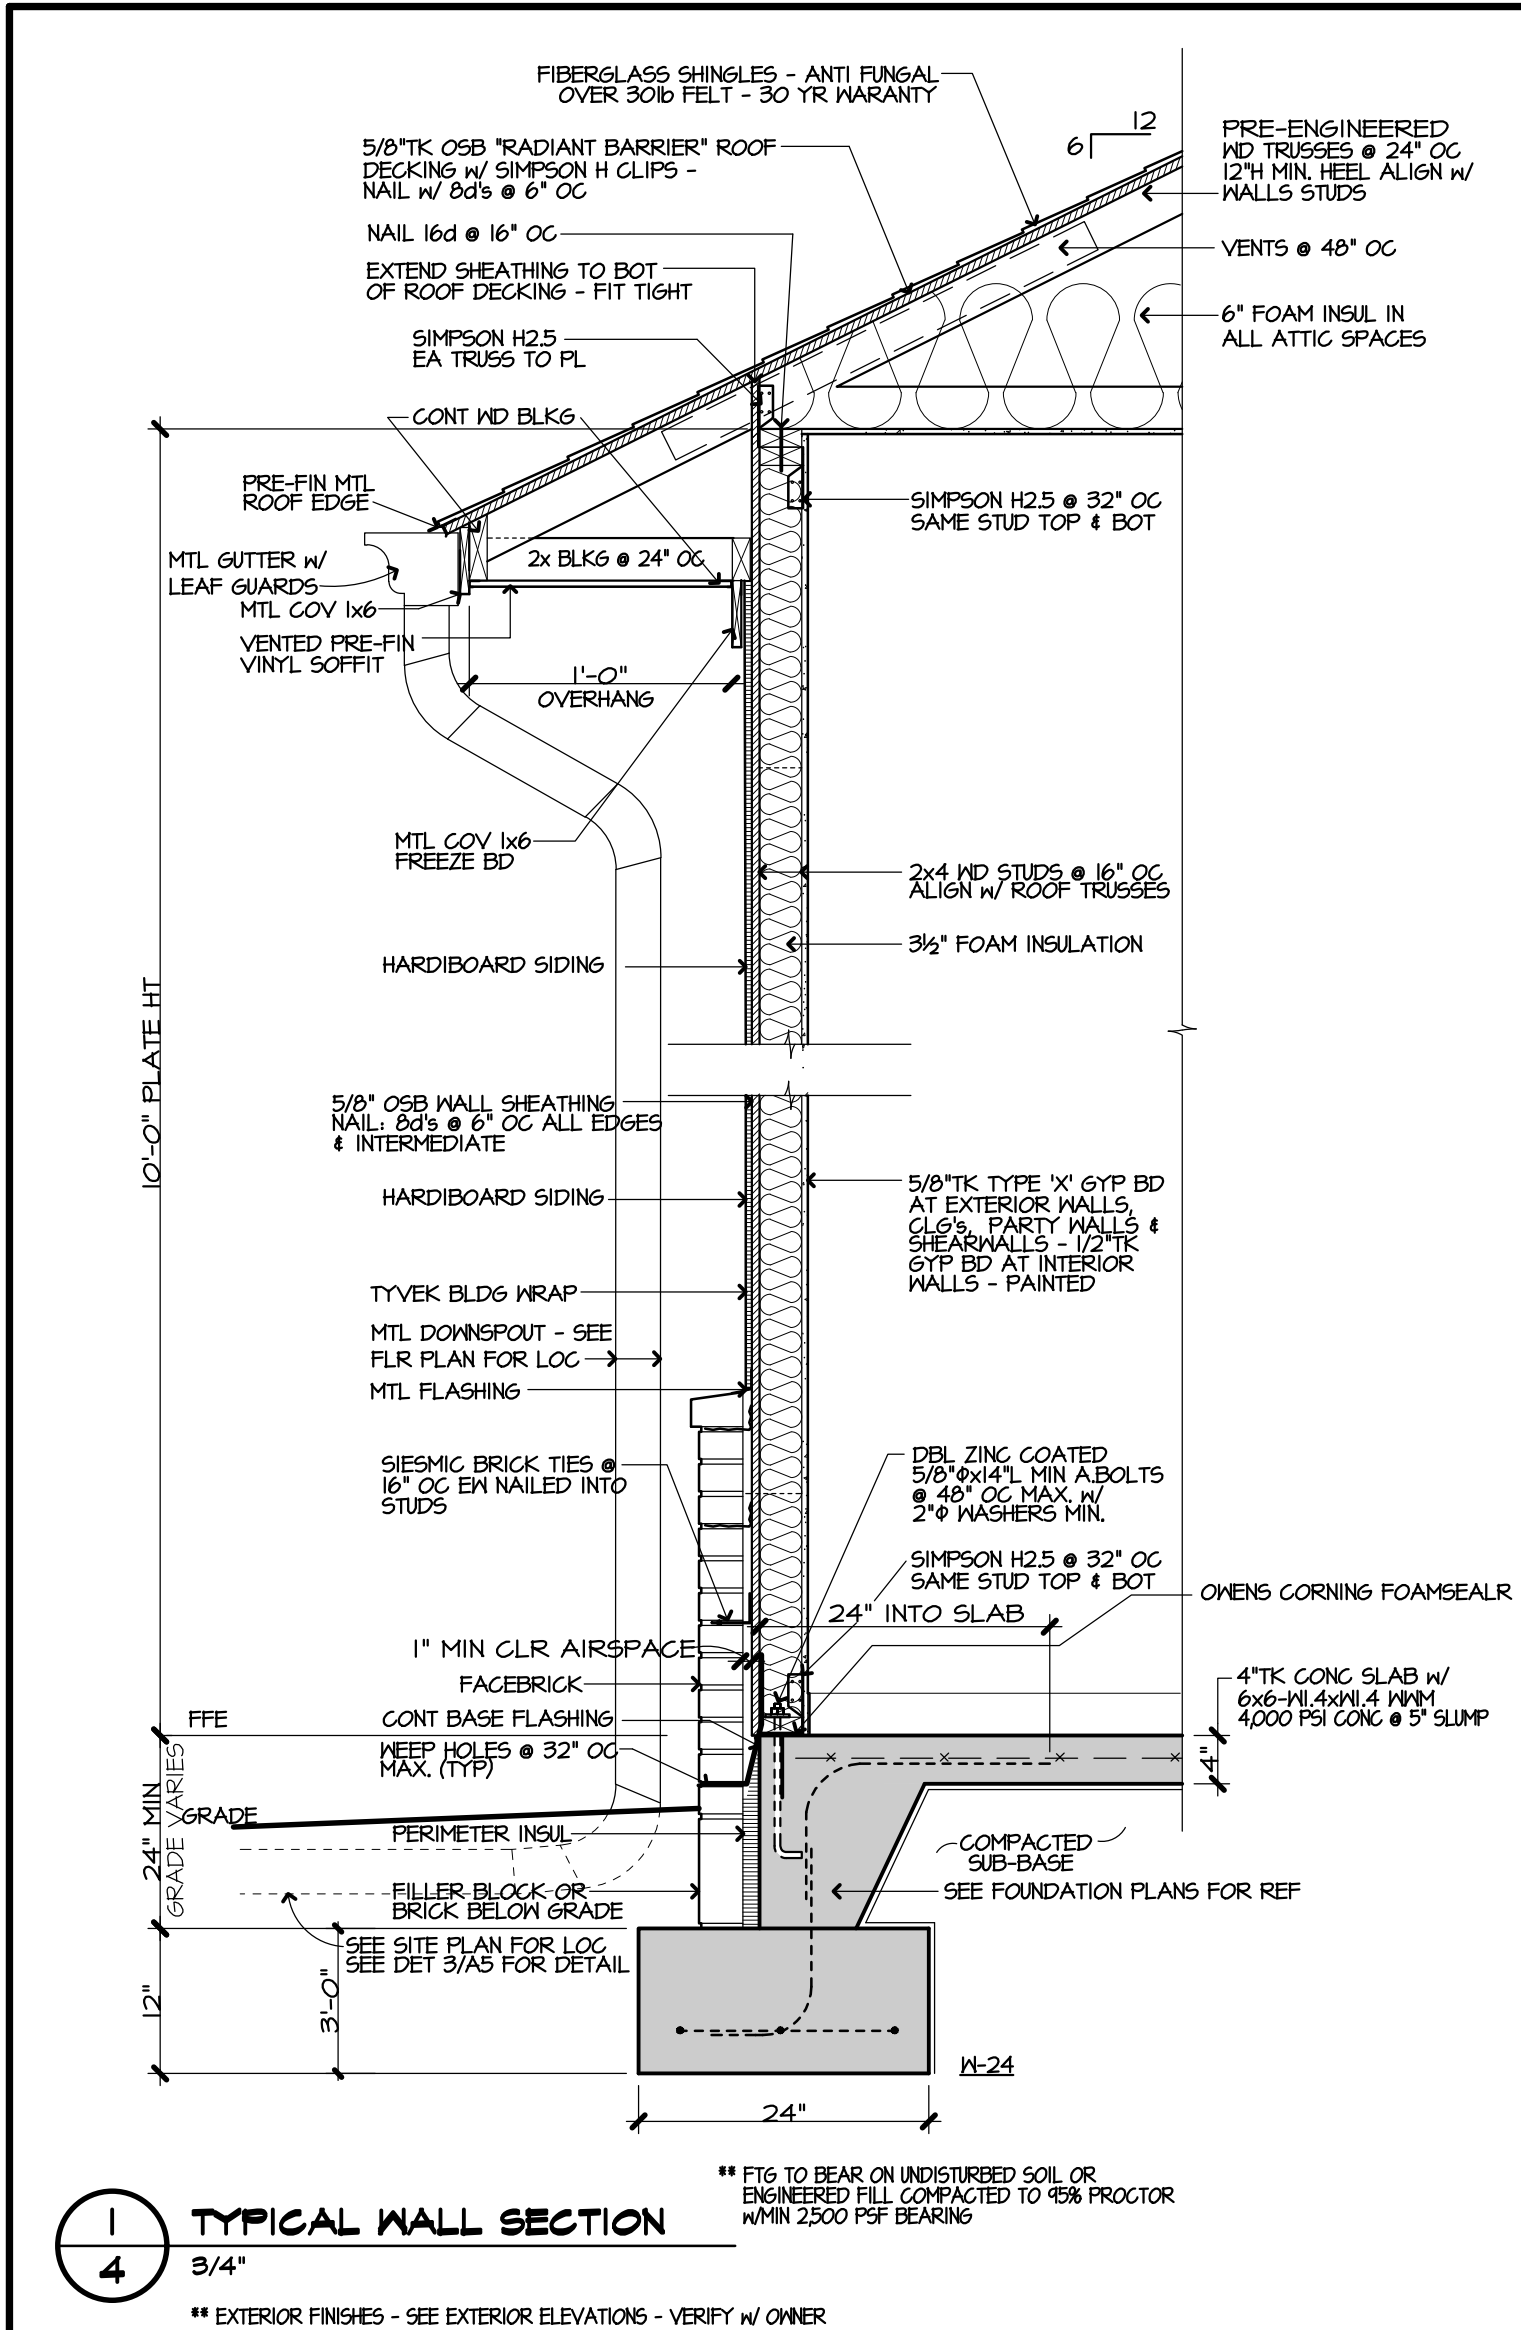 FIBERGLASS SHINGLES - ANTI FUNGAL
OVER 30lb FELT - 30 YR WARANTY
12
6
PRE-ENGINEERED
WD TRUSSES @ 24" OC
12"H MIN. HEEL ALIGN w/
WALLS STUDS
5/8"TK OSB "RADIANT BARRIER" ROOF
DECKING w/ SIMPSON H CLIPS -
NAIL w/ 8d's @ 6" OC
NAIL 16d @ 16" OC
VENTS @ 48" OC
EXTEND SHEATHING TO BOT
OF ROOF DECKING - FIT TIGHT
6" FOAM INSUL IN
ALL ATTIC SPACES
SIMPSON H2.5
EA TRUSS TO PL
CONT WD BLKG
PRE-FIN MTL
ROOF EDGE
SIMPSON H2.5 @ 32" OC
SAME STUD TOP & BOT
MTL GUTTER w/
LEAF GUARDS
2x BLKG @ 24" OC
MTL COV 1x6
VENTED PRE-FIN
VINYL SOFFIT
1'-0"
OVERHANG
MTL COV 1x6
FREEZE BD
2x4 WD STUDS @ 16" OC
ALIGN w/ ROOF TRUSSES
3½" FOAM INSULATION
HARDIBOARD SIDING
10'-0" PLATE HT
5/8" OSB WALL SHEATHING
NAIL: 8d's @ 6" OC ALL EDGES
& INTERMEDIATE
HARDIBOARD SIDING
5/8"TK TYPE 'X' GYP BD
AT EXTERIOR WALLS,
CLG's, PARTY WALLS &
SHEARWALLS - 1/2"TK
GYP BD AT INTERIOR
WALLS - PAINTED
TYVEK BLDG WRAP
MTL DOWNSPOUT - SEE
FLR PLAN FOR LOC
MTL FLASHING
SIESMIC BRICK TIES @
16" OC EW NAILED INTO
STUDS
DBL ZINC COATED
5/8"Φx14"L MIN A.BOLTS
@ 48" OC MAX. w/
2"Φ WASHERS MIN.
SIMPSON H2.5 @ 32" OC
SAME STUD TOP & BOT
OWENS CORNING FOAMSEALR
24" INTO SLAB
1" MIN CLR AIRSPACE
FACEBRICK
4"TK CONC SLAB w/
6x6-W1.4xW1.4 WWM
4,000 PSI CONC @ 5" SLUMP
FFE
CONT BASE FLASHING
WEEP HOLES @ 32" OC
MAX. (TYP)
4"
24" MIN
GRADE VARIES
GRADE
PERIMETER INSUL
COMPACTED
SUB-BASE
FILLER BLOCK OR
BRICK BELOW GRADE
SEE FOUNDATION PLANS FOR REF
SEE SITE PLAN FOR LOC
SEE DET 3/A5 FOR DETAIL
12"
3'-0"
W-24
24"
** FTG TO BEAR ON UNDISTURBED SOIL OR
ENGINEERED FILL COMPACTED TO 95% PROCTOR
w/MIN 2,500 PSF BEARING
1
4
TYPICAL WALL SECTION
3/4"
** EXTERIOR FINISHES - SEE EXTERIOR ELEVATIONS - VERIFY w/ OWNER